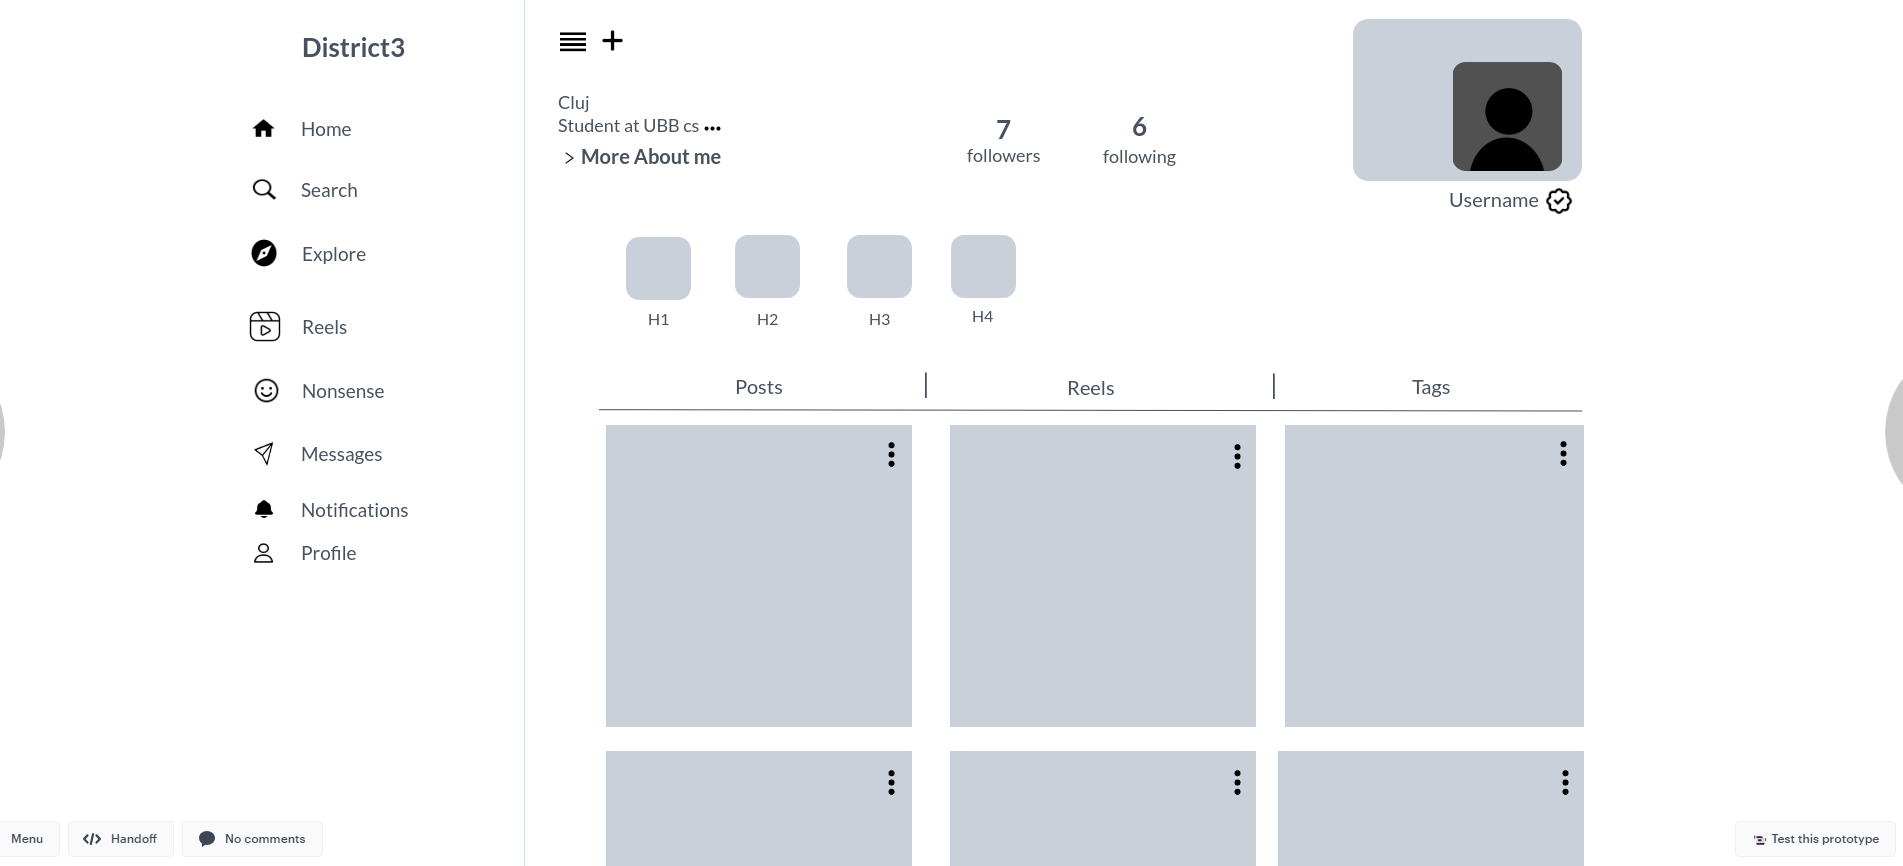 District3
Home
Search
Explore
Reels
Nonsense
Messages
Notifications
Profile
Cluj
Student at UBB cs
More About me
7
followers
6
following
Username
H1
H2
H3
H4
Posts
Reels
Tags
Menu
Handoff
No comments
Test this prototype